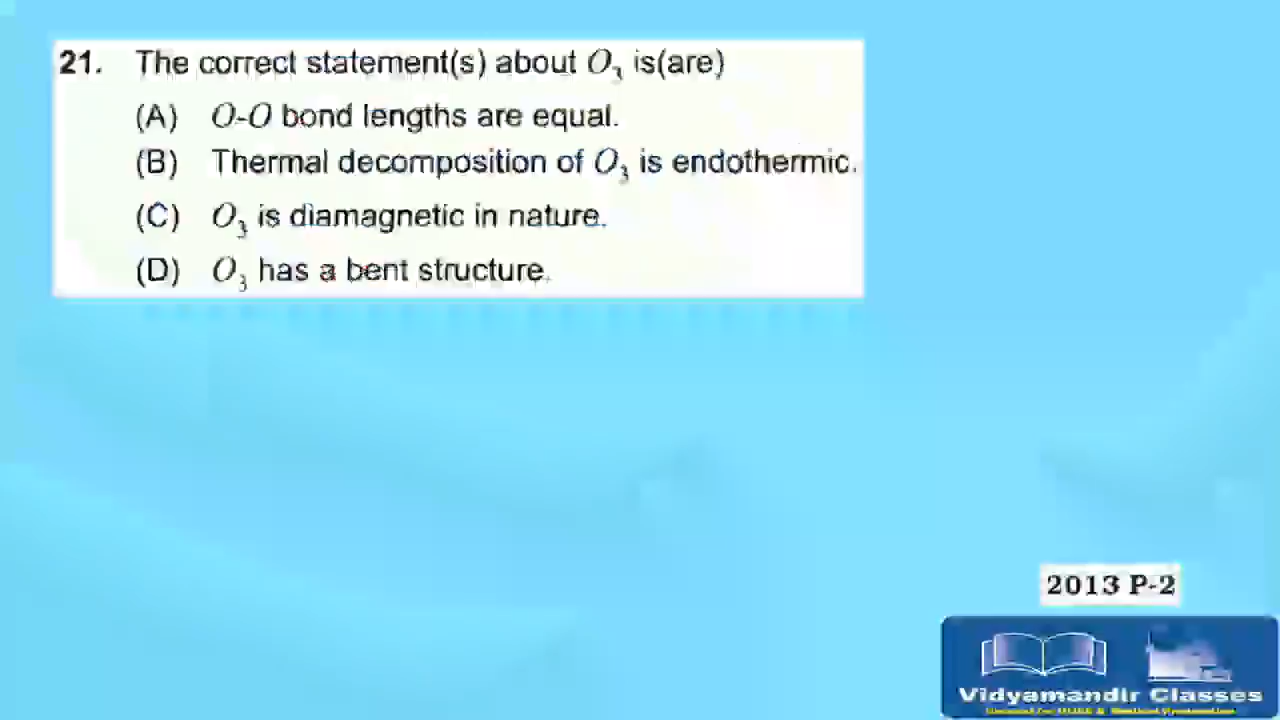 21. The correct statement(s) about O₃ is(are)
(A) O-O bond lengths are equal.
(B) Thermal decomposition of O₃ is endothermic.
(C) O₃ is diamagnetic in nature.
(D) O₃ has a bent structure.
2013 P-2
Vidyamandir Classes